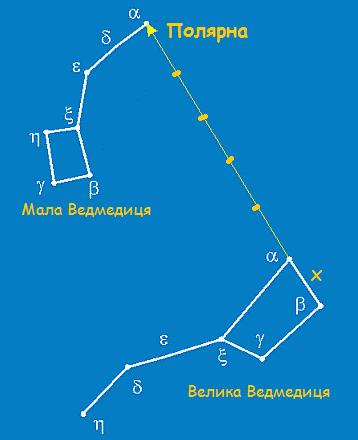 α
Полярна
δ
ε
ξ
η
γ
β
Мала Ведмедиця
α
x
β
ε
γ
ξ
δ
Велика Ведмедиця
η